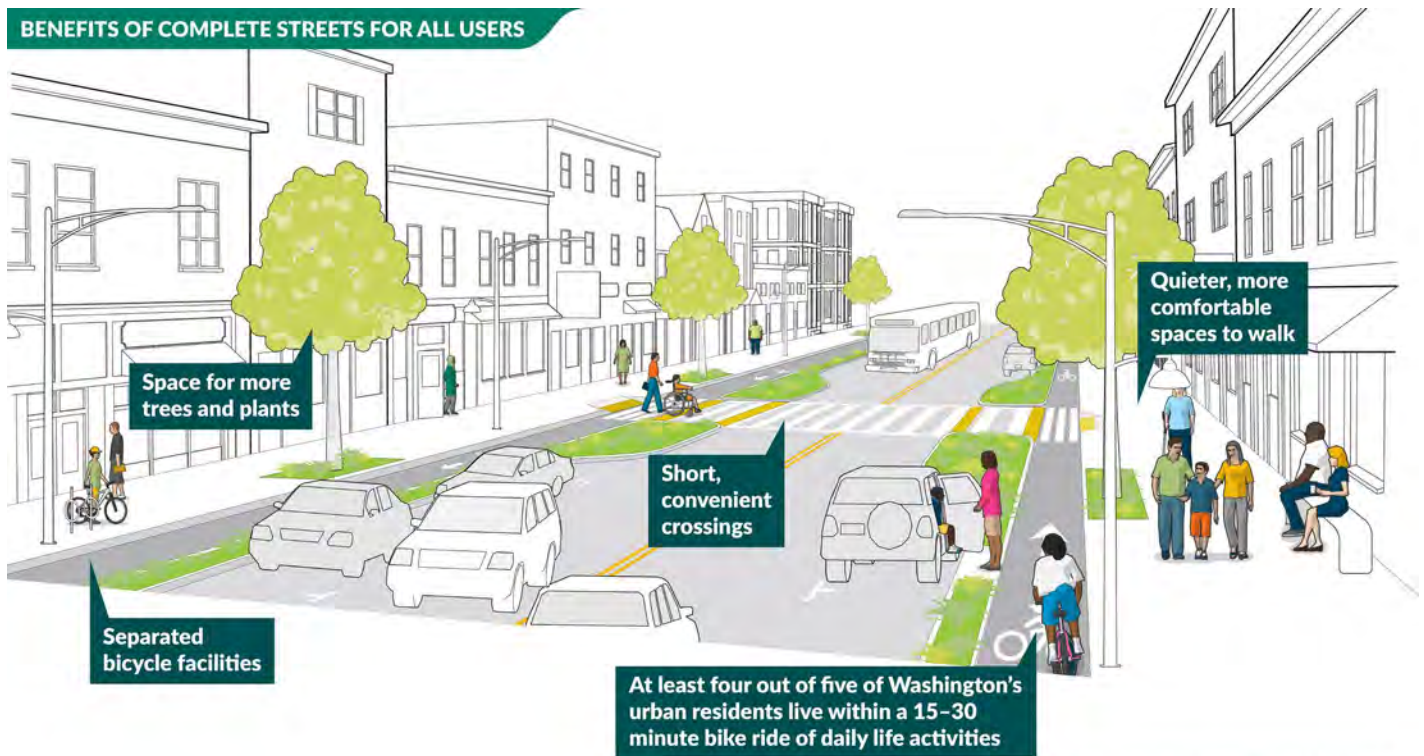 BENEFITS OF COMPLETE STREETS FOR ALL USERS
Space for more
trees and plants
Quieter, more
comfortable
spaces to walk
Short,
convenient
crossings
Separated
bicycle facilities
At least four out of five of Washington’s
urban residents live within a 15–30
minute bike ride of daily life activities